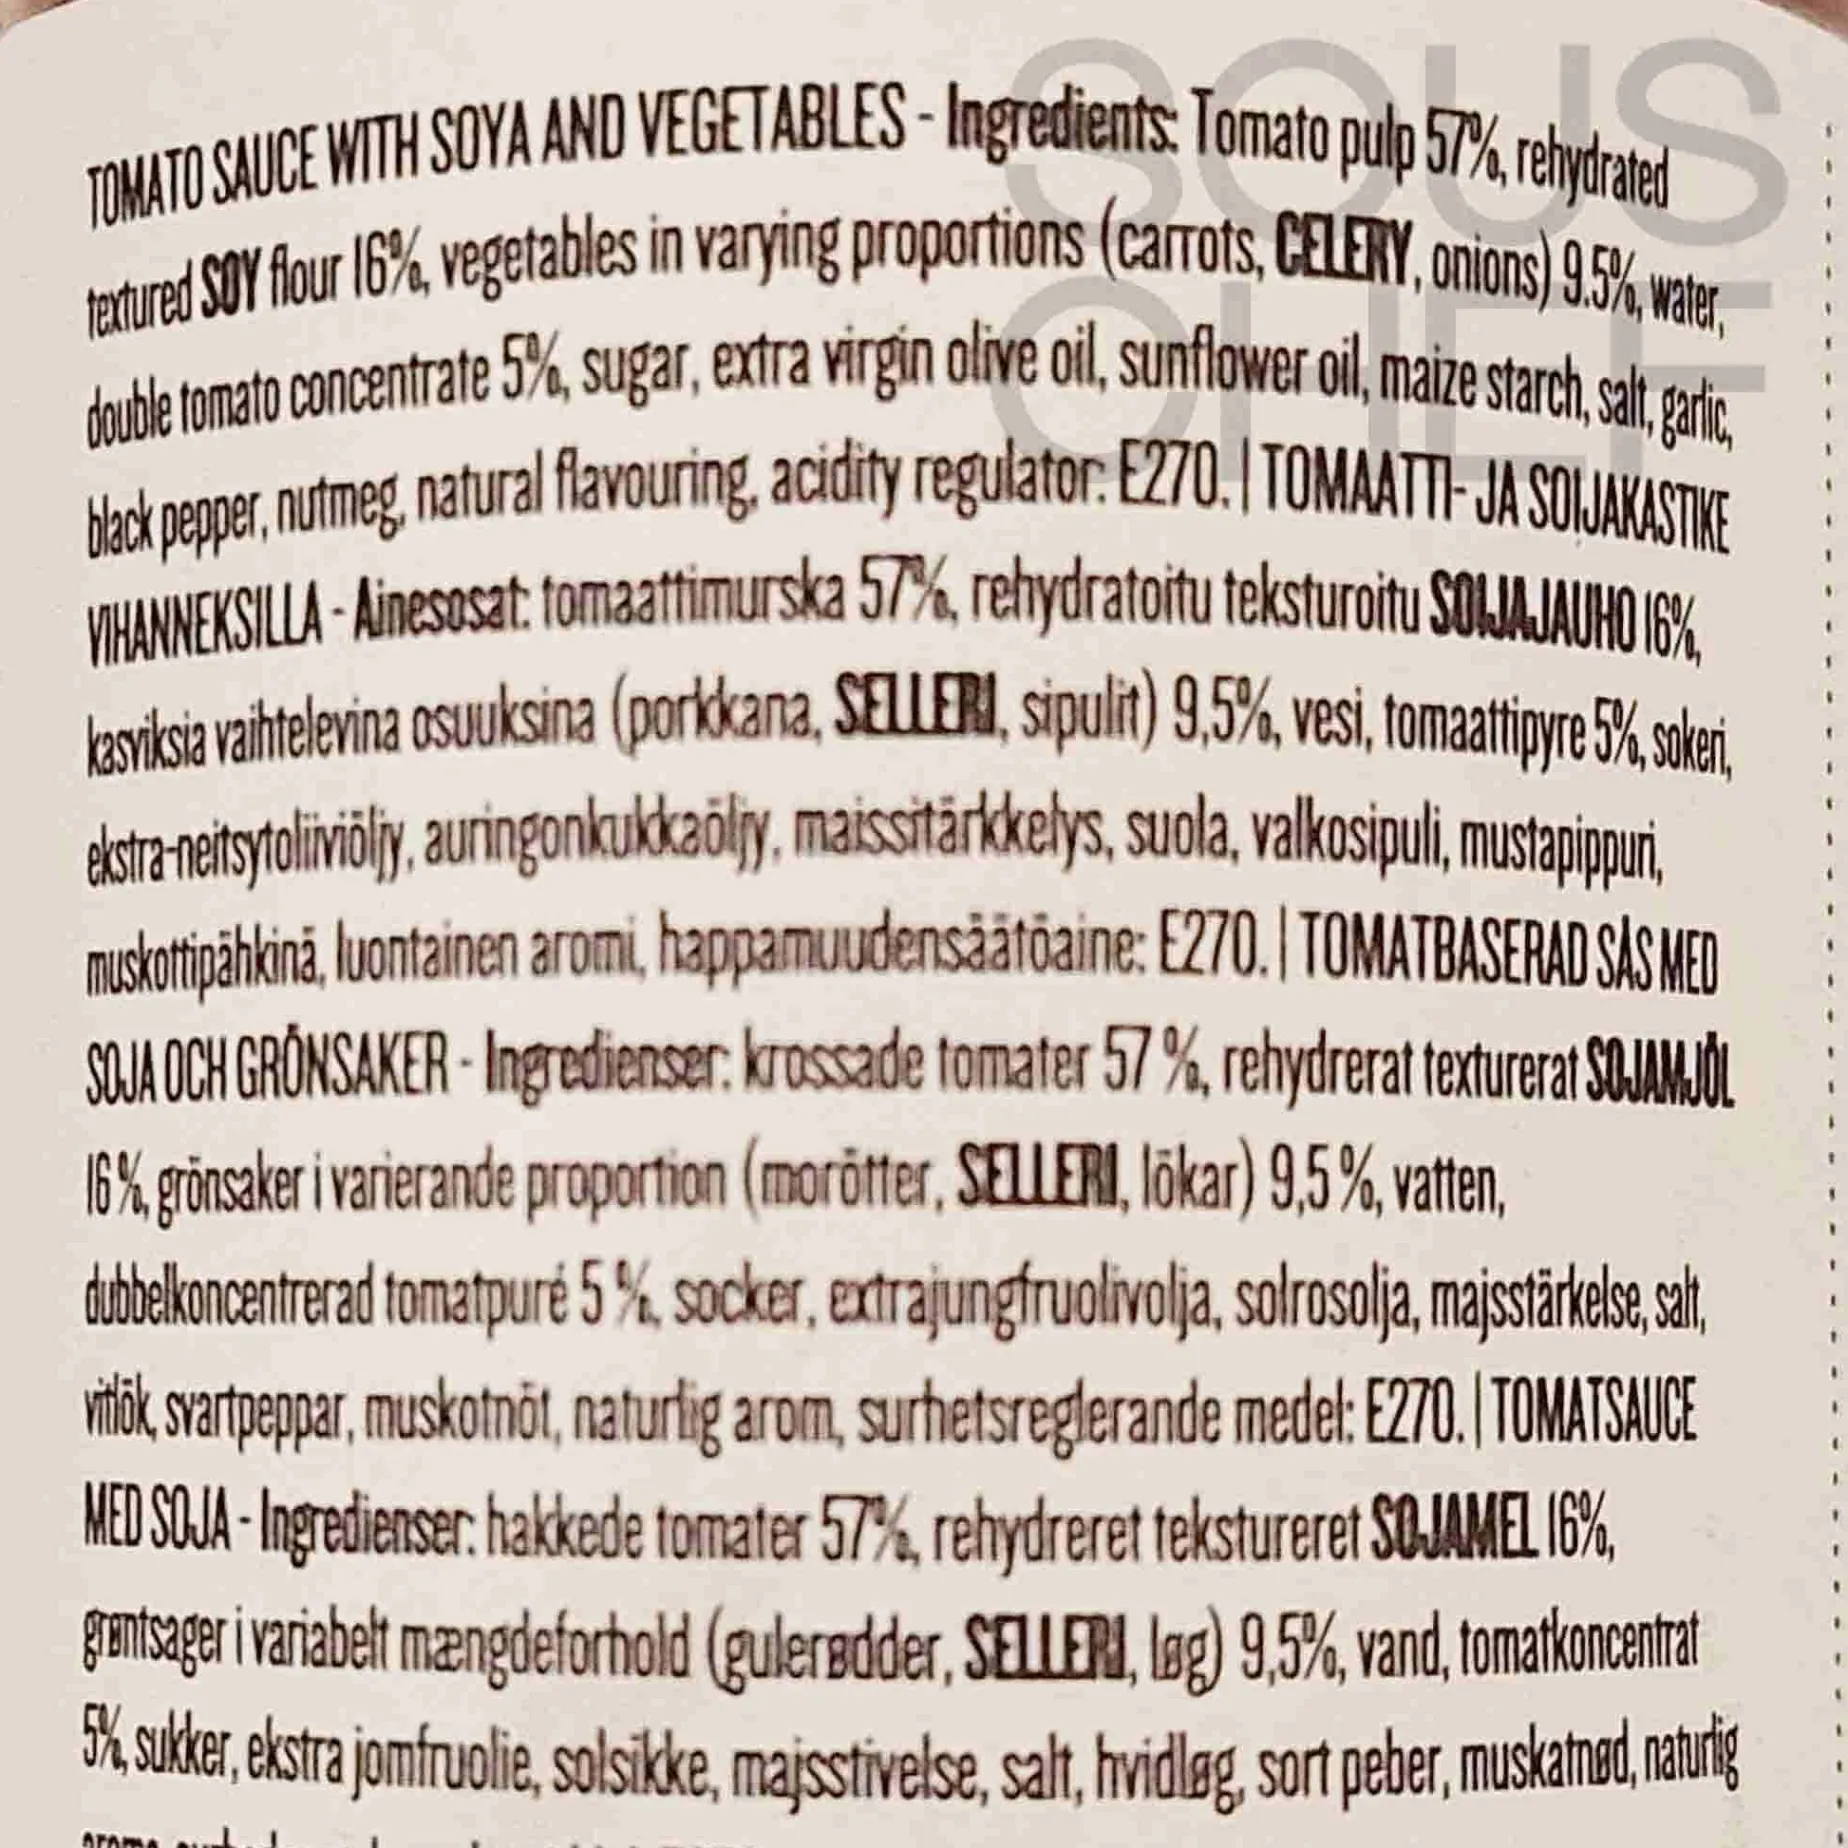 SOUS
CHEF
TOMATO SAUCE WITH SOYA AND VEGETABLES - Ingredients: Tomato pulp 57%, rehydrated
textured SOY flour 16%, vegetables in varying proportions (carrots, CELERY, onions) 9.5%, water,
double tomato concentrate 5%, sugar, extra virgin olive oil, sunflower oil, maize starch, salt, garlic,
black pepper, nutmeg, natural flavouring, acidity regulator: E270. | TOMAATTI- JA SOIJAKASTIKE
VIHANNEKSILLA - Ainesosat: tomaattimurska 57%, rehydratoitu teksturoitu SOIJAJAUHO 16%,
kasviksia vaihtelevina osuuksina (porkkana, SELLERI, sipulit) 9,5%, vesi, tomaattipyre 5%, sokeri,
ekstra-neitsytoliiviöljy, auringonkukkaöljy, maissitärkkelys, suola, valkosipuli, mustapippuri,
muskottipähkinä, luontainen aromi, happamuudensäätöaine: E270. | TOMATBASERAD SÅS MED
SOJA OCH GRÖNSAKER - Ingredienser: krossade tomater 57 %, rehydrerat texturerat SOJAMJÖL
16 %, grönsaker i varierande proportion (morötter, SELLERI, lökar) 9,5 %, vatten,
dubbelkoncentrerad tomatpuré 5 %, socker, extrajungfruolivolja, solrosolja, majsstärkelse, salt,
vitlök, svartpeppar, muskotnöt, naturlig arom, surhetsreglerande medel: E270. | TOMATSAUCE
MED SOJA - Ingredienser: hakkede tomater 57%, rehydreret tekstureret SOJAMEL 16%,
grøntsager i variabelt mængdeforhold (gulerødder, SELLERI, løg) 9,5%, vand, tomatkoncentrat
5%, sukker, ekstra jomfruolie, solsikke, majsstivelse, salt, hvidløg, sort peber, muskatnød, naturlig